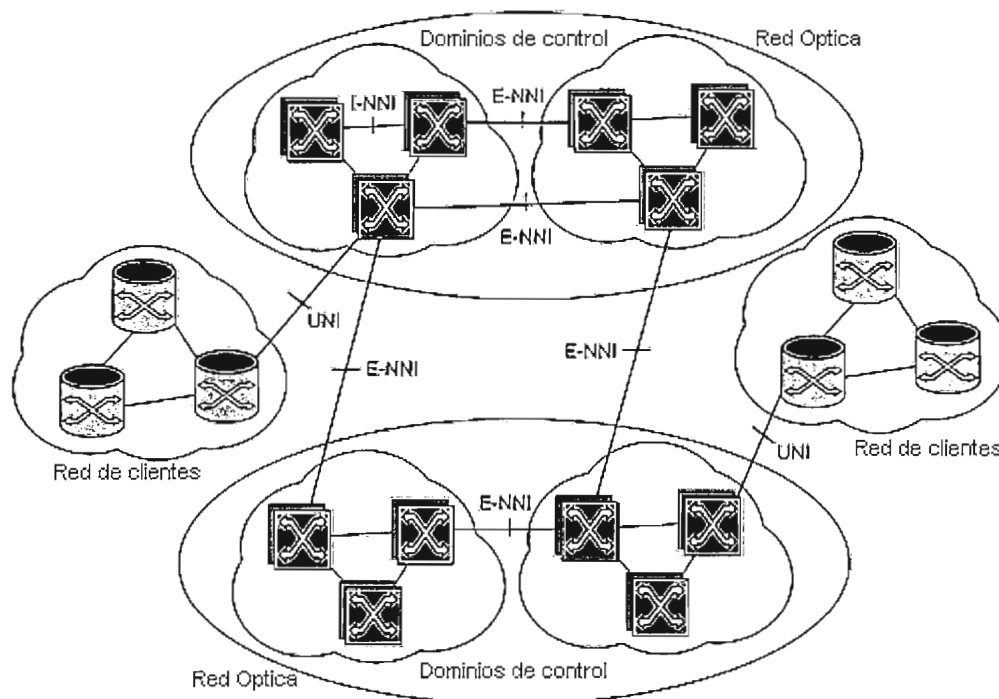 Dominios de control
Red Optica
I-NNI
E-NNI
E-NNI
UNI
E-NNI
E-NNI
Red de clientes
Red de clientes
UNI
E-NNI
Red Optica
Dominios de control